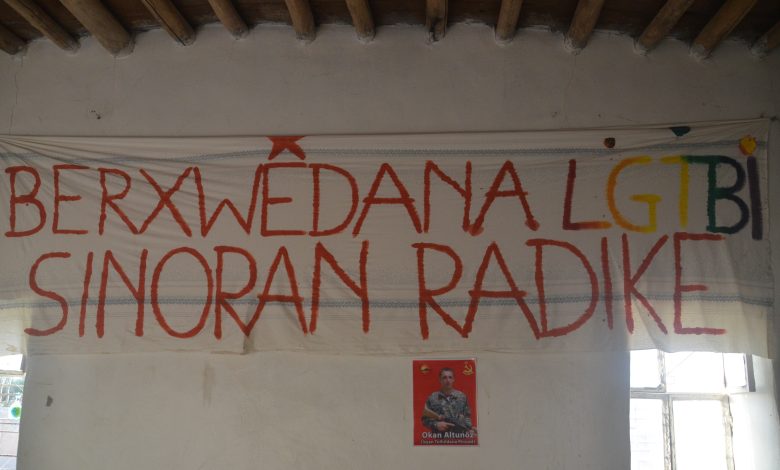 BERXWÊDANA LGTBI
SINORAN RADIKE
Okan Altunöz